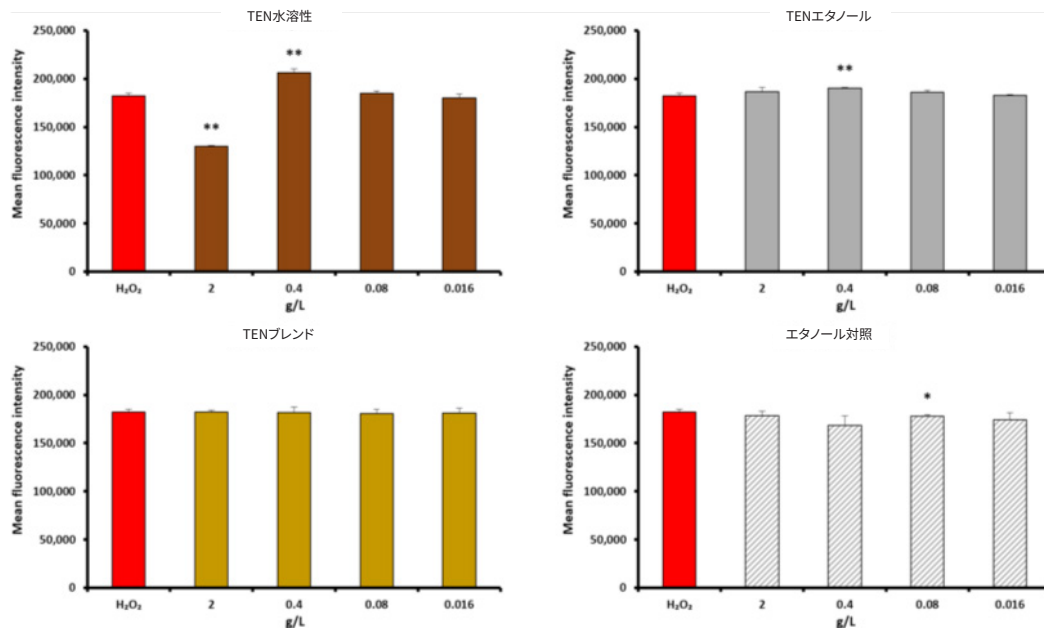 TEN水溶性
250,000
200,000
150,000
100,000
50,000
0
Mean fluorescence intensity
**
**
H₂O₂ 2 0.4 0.08 0.016
g/L
TENエタノール
250,000
200,000
150,000
100,000
50,000
0
Mean fluorescence intensity
**
H₂O₂ 2 0.4 0.08 0.016
g/L
TENブレンド
250,000
200,000
150,000
100,000
50,000
0
Mean fluorescence intensity
H₂O₂ 2 0.4 0.08 0.016
g/L
エタノール対照
250,000
200,000
150,000
100,000
50,000
0
Mean fluorescence intensity
*
H₂O₂ 2 0.4 0.08 0.016
g/L